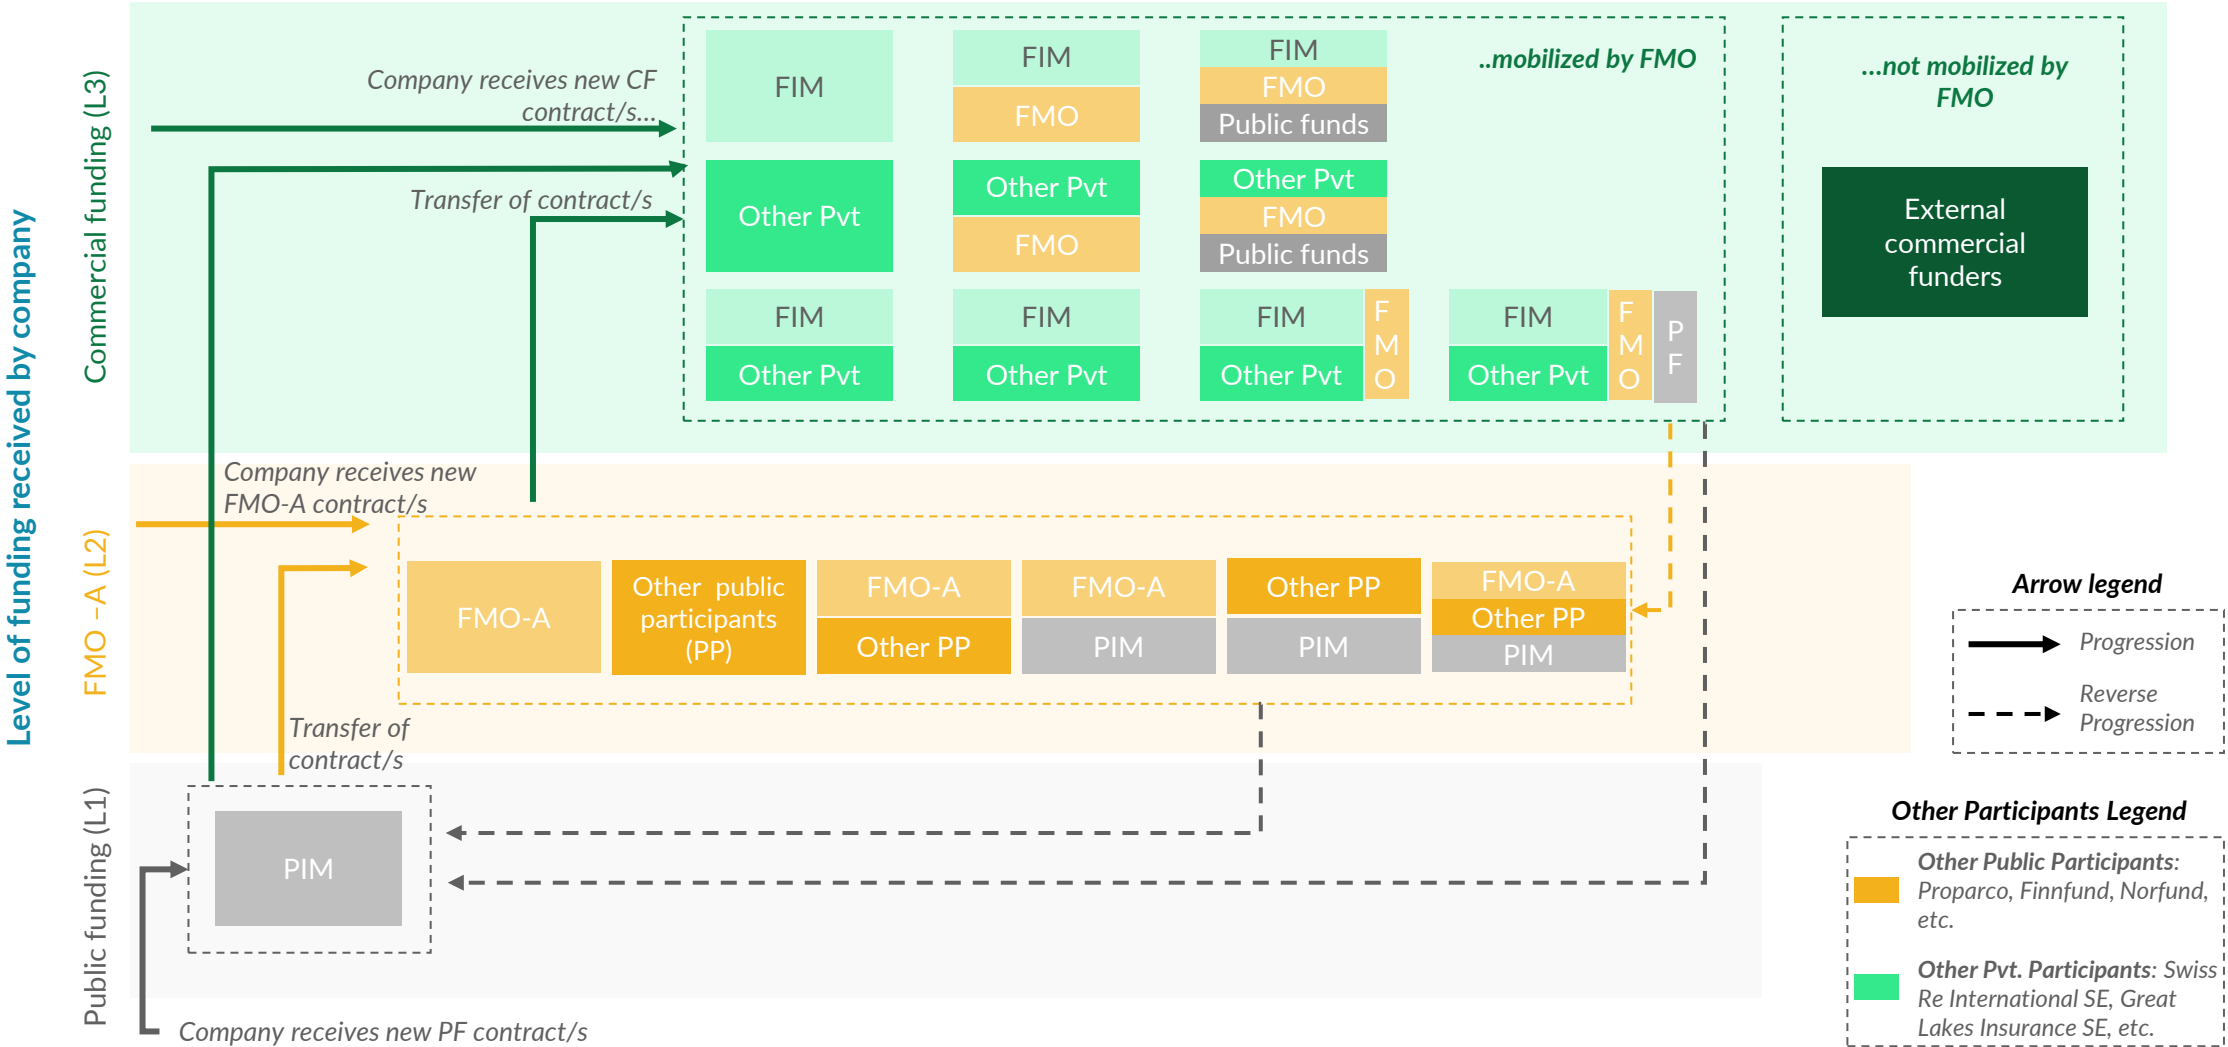 Level of funding received by company
Commercial funding (L3)
Company receives new CF
contract/s...
Transfer of contract/s
FIM
FIM
FMO
FIM
FMO
Public funds
..mobilized by FMO
Other Pvt
Other Pvt
FMO
Other Pvt
FMO
Public funds
FIM
Other Pvt
FIM
Other Pvt
FIM
Other Pvt
F
M
O
FIM
Other Pvt
F
M
O
P
F
...not mobilized by
FMO
External
commercial
funders
FMO –A (L2)
Company receives new
FMO-A contract/s
FMO-A
Other public
participants
(PP)
FMO-A
Other PP
FMO-A
PIM
Other PP
PIM
FMO-A
Other PP
PIM
Transfer of
contract/s
Public funding (L1)
PIM
Company receives new PF contract/s
Arrow legend
Progression
Reverse
Progression
Other Participants Legend
Other Public Participants:
Proparco, Finnfund, Norfund,
etc.
Other Pvt. Participants: Swiss
Re International SE, Great
Lakes Insurance SE, etc.